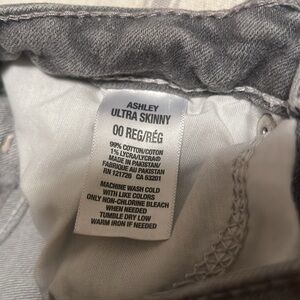 ASHLEY
ULTRA SKINNY
00 REG/RÉG
99% COTTON/COTON
1% LYCRA/LYCRA®
MADE IN PAKISTAN/
FABRIQUE AU PAKISTAN
RN 121726 CA 53201
MACHINE WASH COLD
WITH LIKE COLORS
ONLY NON-CHLORINE BLEACH
WHEN NEEDED
TUMBLE DRY LOW
WARM IRON IF NEEDED